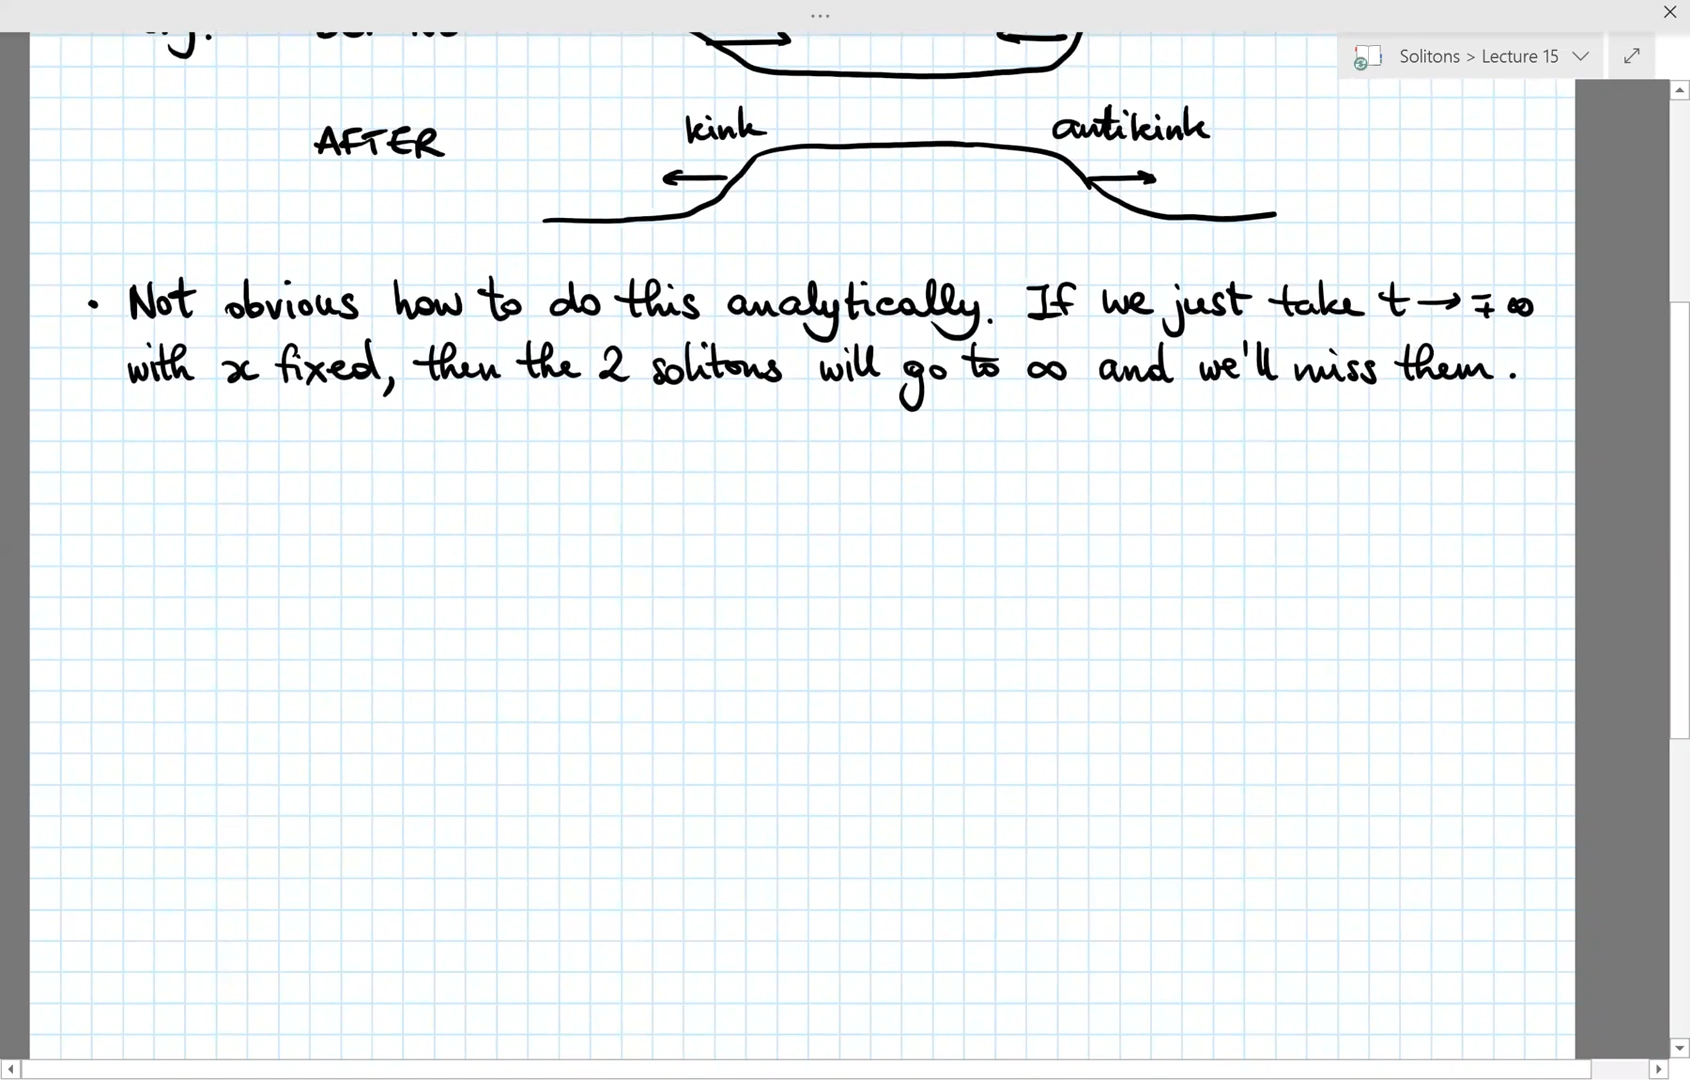 Solitons > Lecture 15
kink antikink
AFTER
• Not obvious how to do this analytically. If we just take t → ∓ ∞
with x fixed, then the 2 solitons will go to ∞ and we'll miss them.